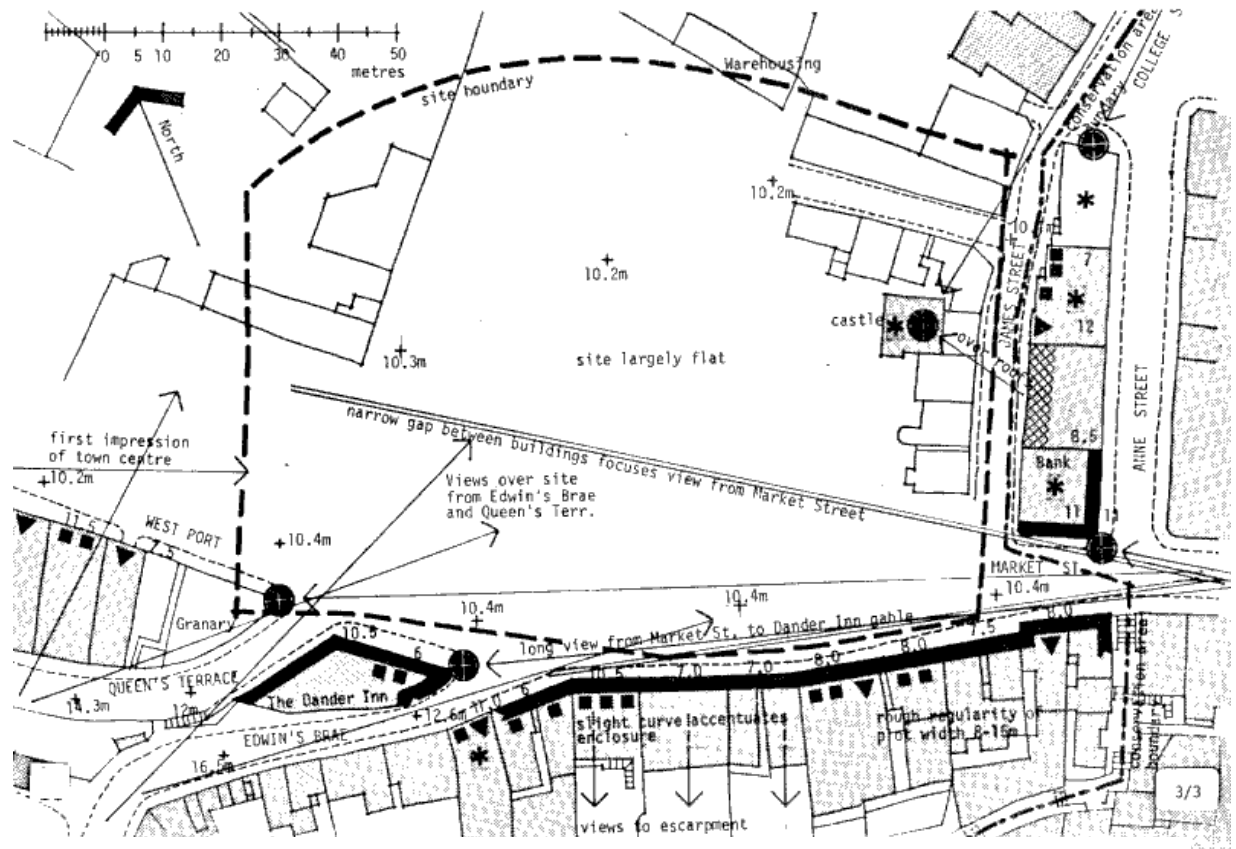 0 5 10 20 30 40 50
metres
North
site boundary
Warehousing
Conservation area
boundary
COLLEGE
10.2m
10.2m
7
12
castle
JAMES STREET
over roof
10.3m
site largely flat
ANNE STREET
8.5
Bank
11
11
narrow gap between buildings focuses view from Market Street
first impression
of town centre
10.2m
Views over site
from Edwin's Brae
and Queen's Terr.
11.5
WEST PORT
7.5
10.4m
MARKET ST
10.4m
10.4m
10.4m
Granary
long view from Market St. to Dander Inn gable
10.5
6
8.0
7.5
8.0
8.0
7.0
7.0
10.5
6
QUEEN'S TERRACE
The Dander Inn
14.3m
12m
12.6m
EDWIN'S BRAE
slight curve accentuates
enclosure
rough regularity of
plot width 8-15m
conservation area
boundary
views to escarpment
3/3